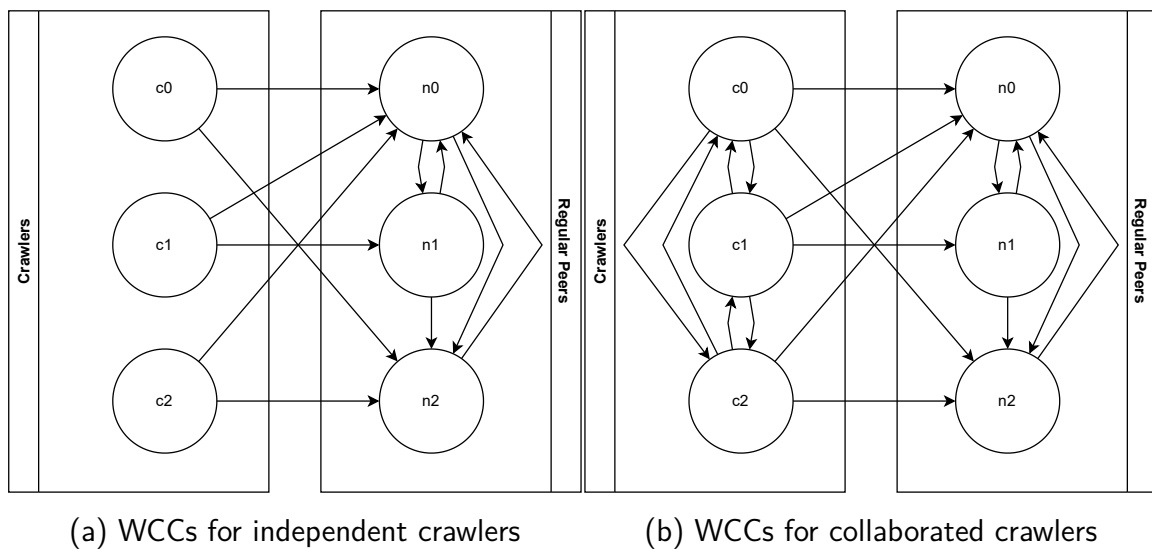 Crawlers
c0
c1
c2
n0
n1
n2
Regular Peers
(a) WCCs for independent crawlers
Crawlers
c0
c1
c2
n0
n1
n2
Regular Peers
(b) WCCs for collaborated crawlers